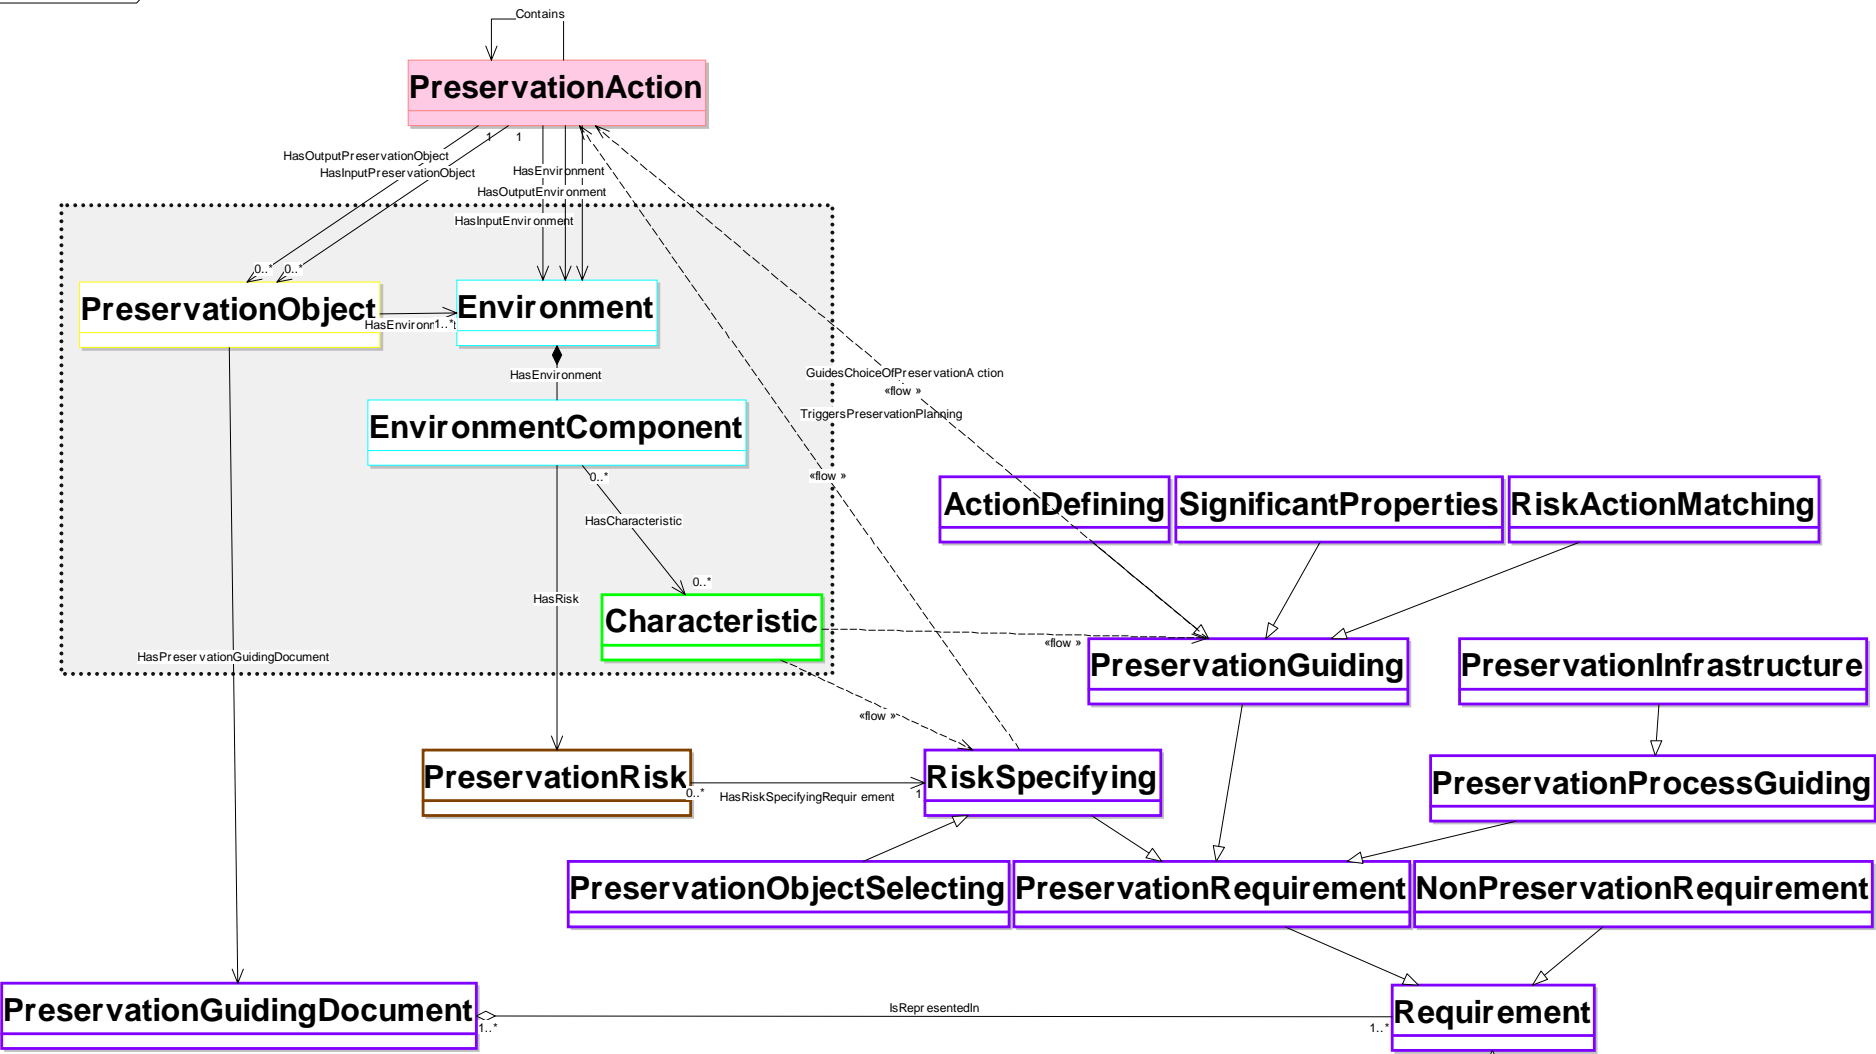 Contains
PreservationAction
1
1
HasOutputPreservationObject
HasInputPreservationObject
HasEnvironment
HasOutputEnvironment
HasInputEnvironment
0..*
0..*
PreservationObject
Environment
1..*
HasEnvironment
GuidesChoiceOfPreservationAction
«flow»
TriggersPreservationPlanning
EnvironmentComponent
0..*
«flow»
ActionDefining
SignificantProperties
RiskActionMatching
HasCharacteristic
0..*
HasRisk
Characteristic
«flow»
HasPreservationGuidingDocument
PreservationGuiding
PreservationInfrastructure
«flow»
PreservationRisk
0..*
HasRiskSpecifyingRequirement
1
RiskSpecifying
PreservationProcessGuiding
PreservationObjectSelecting
PreservationRequirement
NonPreservationRequirement
PreservationGuidingDocument
1..*
IsRepresentedIn
1..*
Requirement